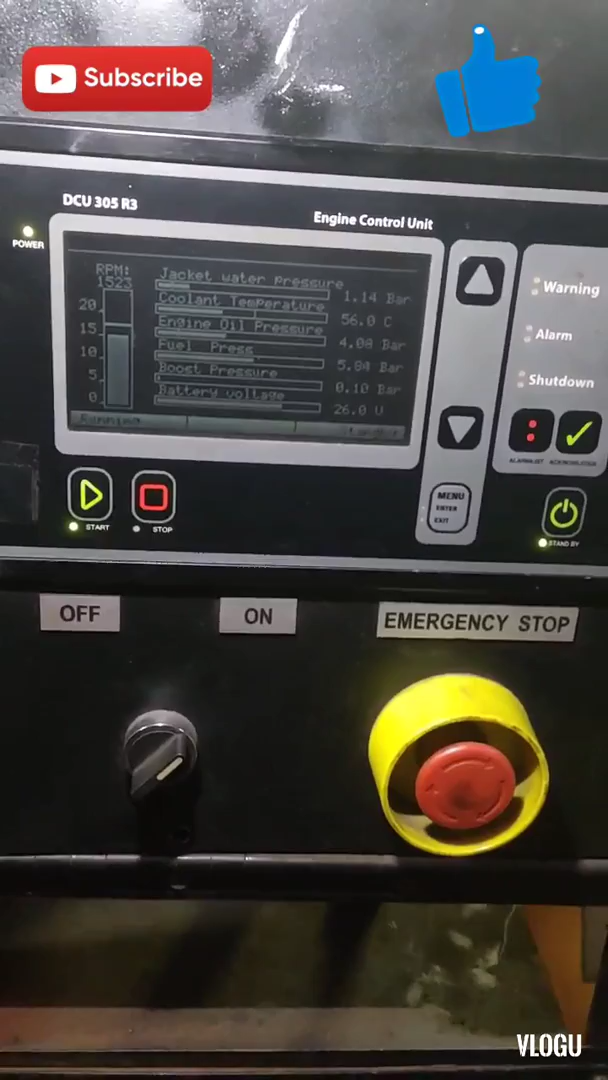 Subscribe
DCU 305 R3
Engine Control Unit
POWER
RPM:
1523
20
15
10
5
0
Jacket water pressure
1.14 Bar
Coolant Temperature
56.0 C
Engine Oil Pressure
4.08 Bar
Fuel Press
5.84 Bar
Boost Pressure
0.10 Bar
Battery voltage
26.0 V
Running
Warning
Alarm
Shutdown
ALARMLIST
ACKNOWLEDGE
MENU
ENTER
EXIT
START
STOP
STAND BY
OFF
ON
EMERGENCY STOP
VLOGU